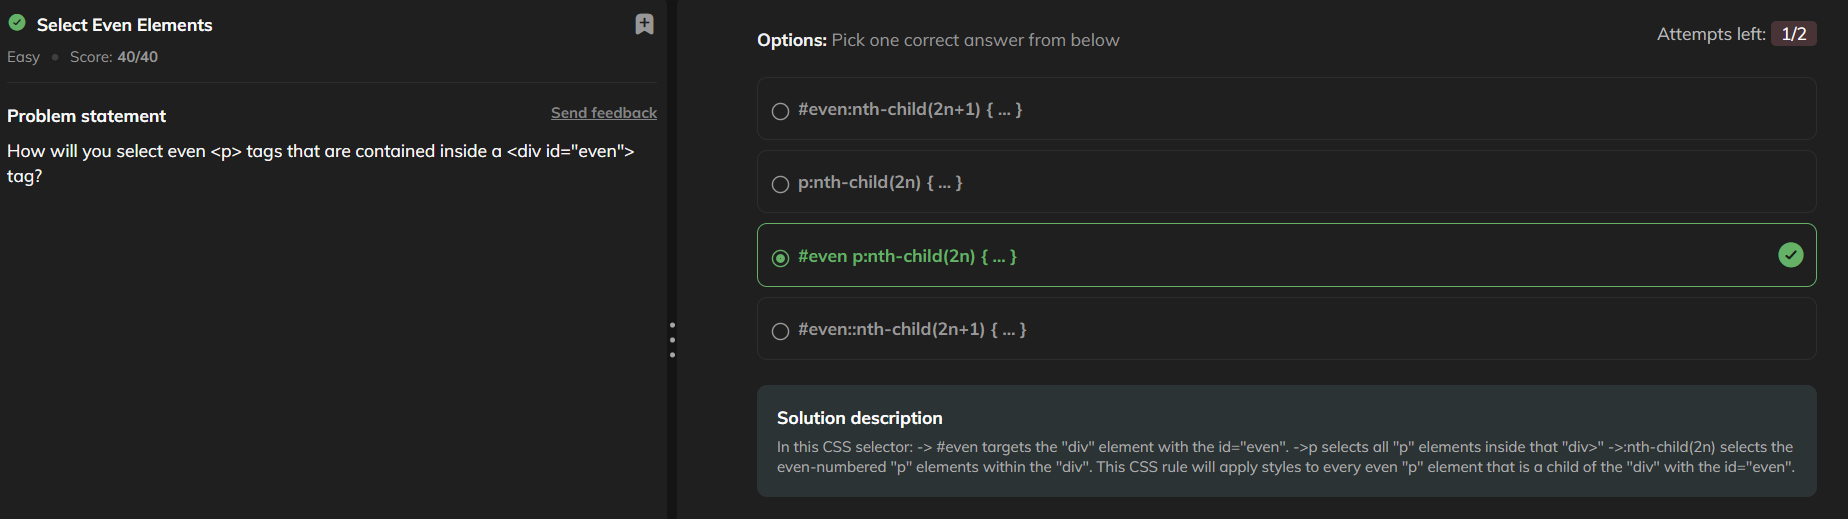 Select Even Elements
Easy • Score: 40/40
Problem statement
Send feedback
How will you select even <p> tags that are contained inside a <div id="even">
tag?
Options: Pick one correct answer from below
Attempts left: 1/2
#even:nth-child(2n+1) { ... }
p:nth-child(2n) { ... }
#even p:nth-child(2n) { ... }
#even::nth-child(2n+1) { ... }
Solution description
In this CSS selector: -> #even targets the "div" element with the id="even". ->p selects all "p" elements inside that "div>" ->:nth-child(2n) selects the
even-numbered "p" elements within the "div". This CSS rule will apply styles to every even "p" element that is a child of the "div" with the id="even".